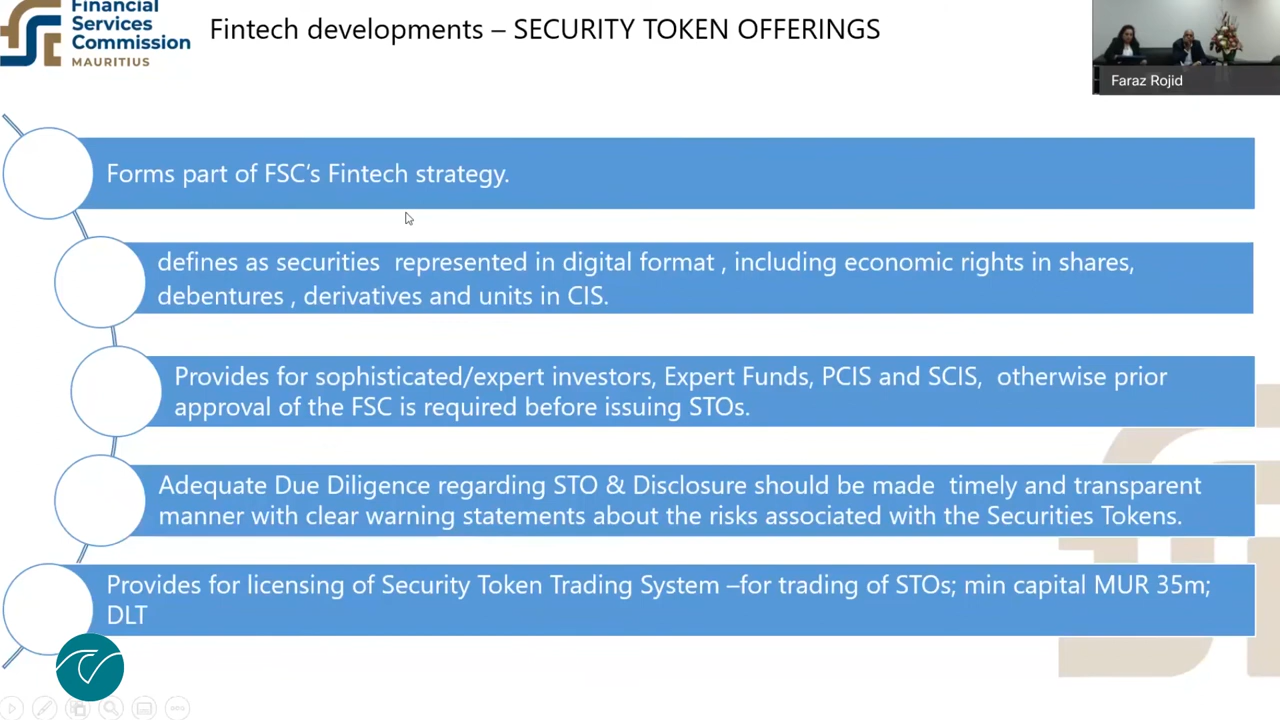 Financial
Services
Commission
MAURITIUS
Fintech developments – SECURITY TOKEN OFFERINGS
Faraz Rojid
Forms part of FSC's Fintech strategy.
defines as securities represented in digital format , including economic rights in shares,
debentures , derivatives and units in CIS.
Provides for sophisticated/expert investors, Expert Funds, PCIS and SCIS, otherwise prior
approval of the FSC is required before issuing STOs.
Adequate Due Diligence regarding STO & Disclosure should be made timely and transparent
manner with clear warning statements about the risks associated with the Securities Tokens.
Provides for licensing of Security Token Trading System –for trading of STOs; min capital MUR 35m;
DLT